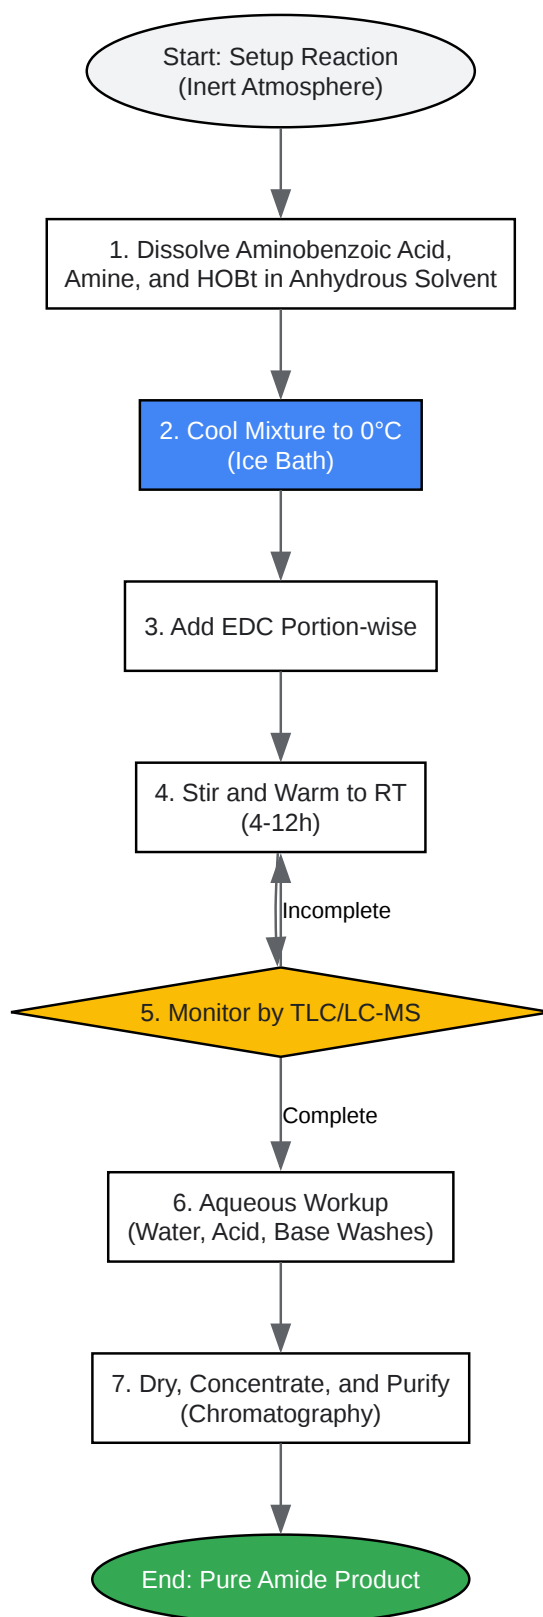 Start: Setup Reaction
(Inert Atmosphere)
1. Dissolve Aminobenzoic Acid,
Amine, and HOBt in Anhydrous Solvent
2. Cool Mixture to 0°C
(Ice Bath)
3. Add EDC Portion-wise
4. Stir and Warm to RT
(4-12h)
Incomplete
5. Monitor by TLC/LC-MS
Complete
6. Aqueous Workup
(Water, Acid, Base Washes)
7. Dry, Concentrate, and Purify
(Chromatography)
End: Pure Amide Product